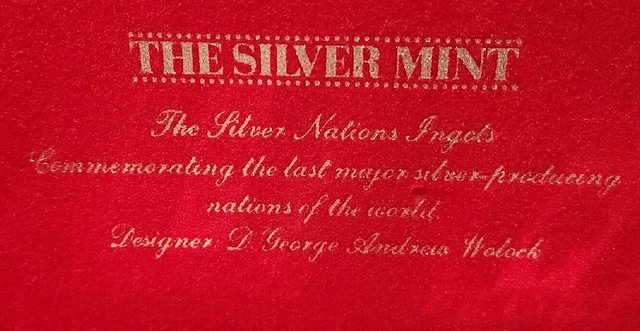 THE SILVER MINT
The Silver Nations Ingots
Commemorating the last major silver-producing
nations of the world.
Designer: D. George Andrew Wolock